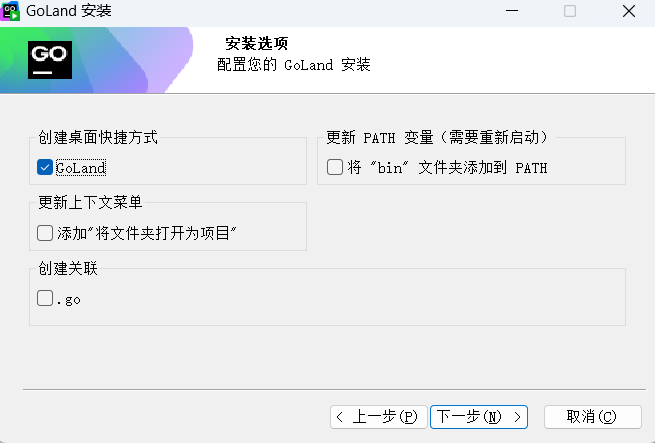 GoLand 安装
GO
安装选项
配置您的 GoLand 安装
创建桌面快捷方式
GoLand
更新 PATH 变量（需要重新启动）
将 "bin" 文件夹添加到 PATH
更新上下文菜单
添加"将文件夹打开为项目"
创建关联
.go
< 上一步(P)
下一步(N) >
取消(C)